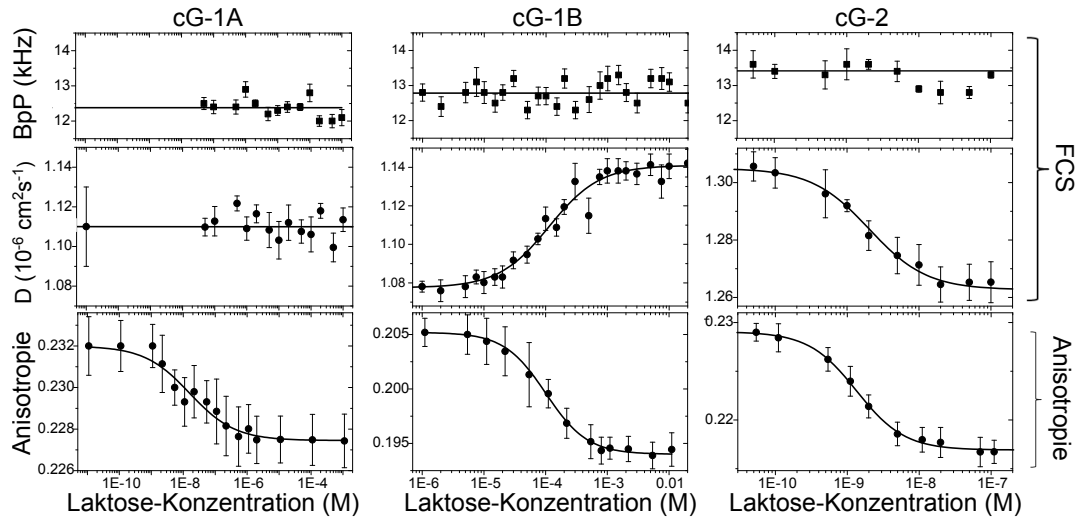 cG-1A
cG-1B
cG-2
BpP (kHz)
14
13
12
14
13
12
14
13
12
FCS
D (10⁻⁶ cm²s⁻¹)
1.14
1.12
1.10
1.08
1.14
1.12
1.10
1.08
1.30
1.28
1.26
Anisotropie
0.232
0.230
0.228
0.226
0.205
0.200
0.195
0.23
0.22
Anisotropie
1E-10
1E-8
1E-6
1E-4
1E-6
1E-5
1E-4
1E-3
0.01
1E-10
1E-9
1E-8
1E-7
Laktose-Konzentration (M)
Laktose-Konzentration (M)
Laktose-Konzentration (M)